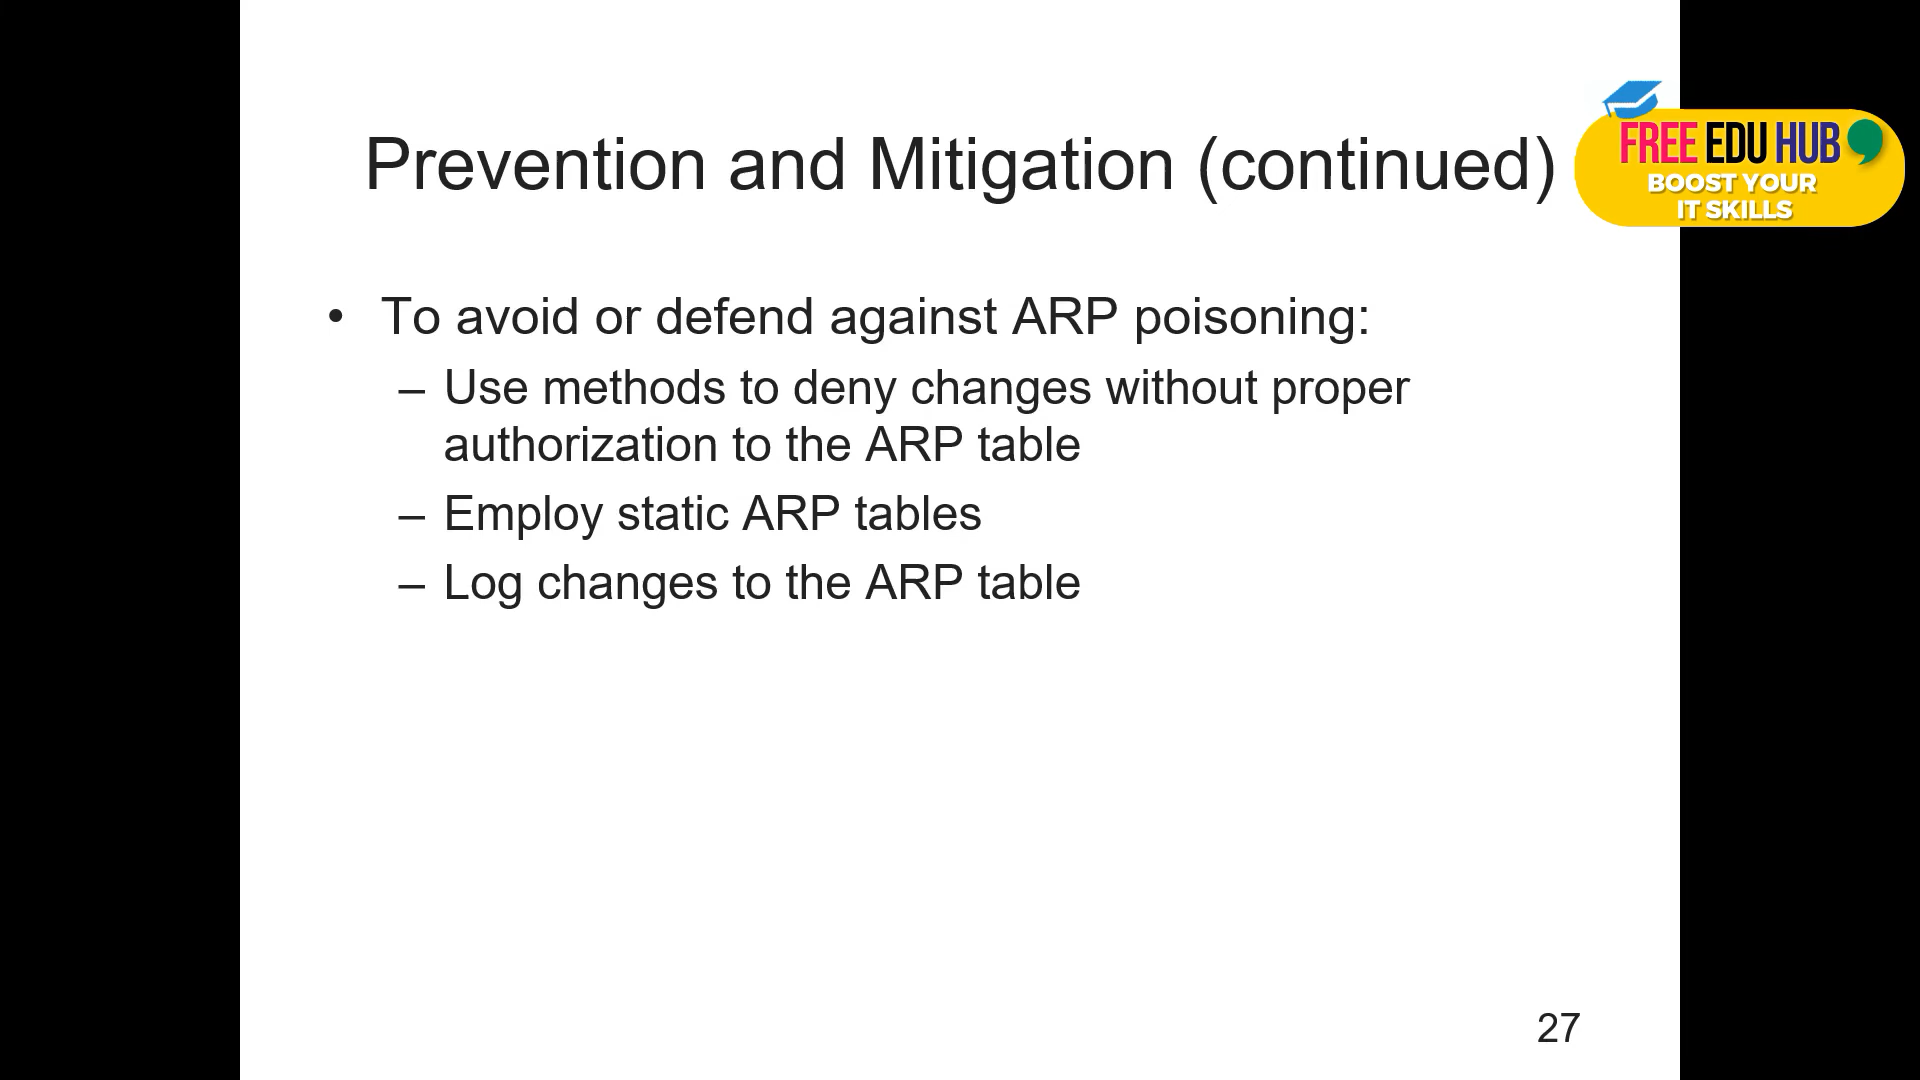 Prevention and Mitigation (continued)
FREE EDU HUB
BOOST YOUR
IT SKILLS
• To avoid or defend against ARP poisoning:
– Use methods to deny changes without proper
authorization to the ARP table
– Employ static ARP tables
– Log changes to the ARP table
27